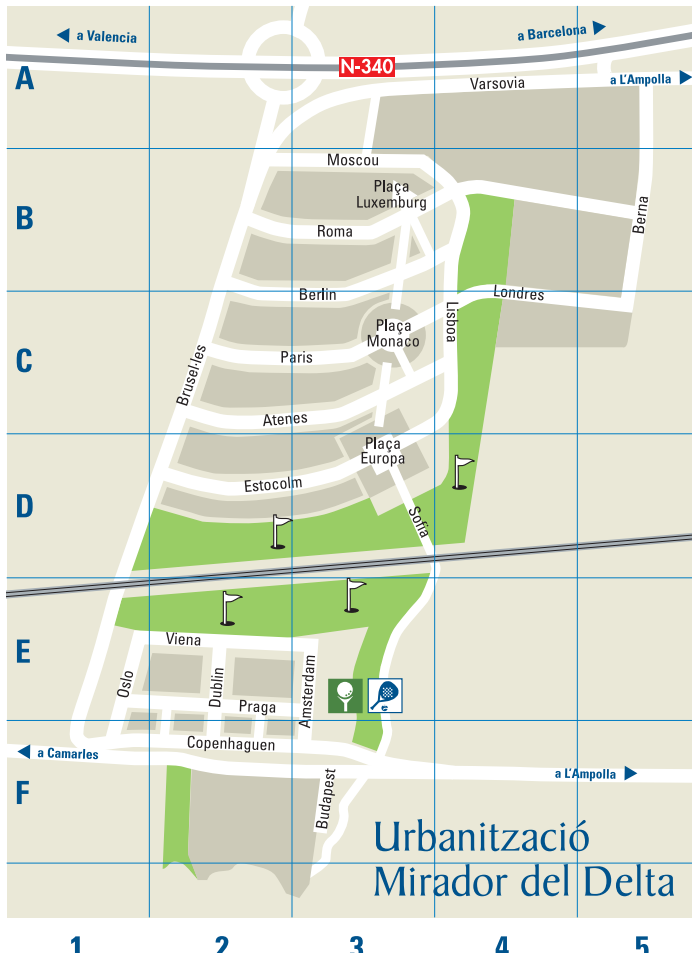 a Valencia
a Barcelona
N-340
A
Varsovia
a L'Ampolla
Moscou
Plaça
Luxemburg
B
Roma
Berna
Berlin
Londres
Lisboa
Plaça
Monaco
C
Paris
Brusel·les
Atenes
Plaça
Europa
Estocolm
D
Sofia
Viena
E
Oslo
Dublin
Amsterdam
Praga
Copenhaguen
a Camarles
a L'Ampolla
F
Budapest
Urbanització
Mirador del Delta
1 2 3 4 5